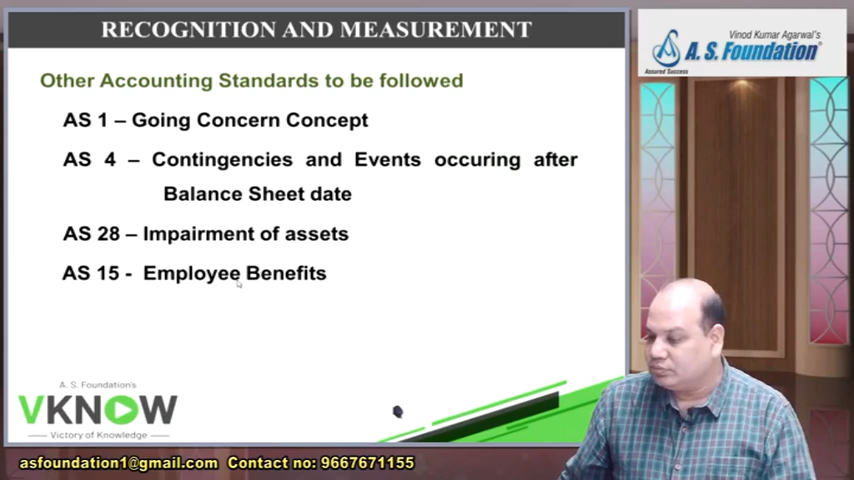 RECOGNITION AND MEASUREMENT
Vinod Kumar Agarwal's
A. S. Foundation®
Assured Success
Other Accounting Standards to be followed
AS 1 – Going Concern Concept
AS 4 – Contingencies and Events occuring after
Balance Sheet date
AS 28 – Impairment of assets
AS 15 - Employee Benefits
A. S. Foundation's
VKNOW
Victory of Knowledge
asfoundation1@gmail.com Contact no: 9667671155